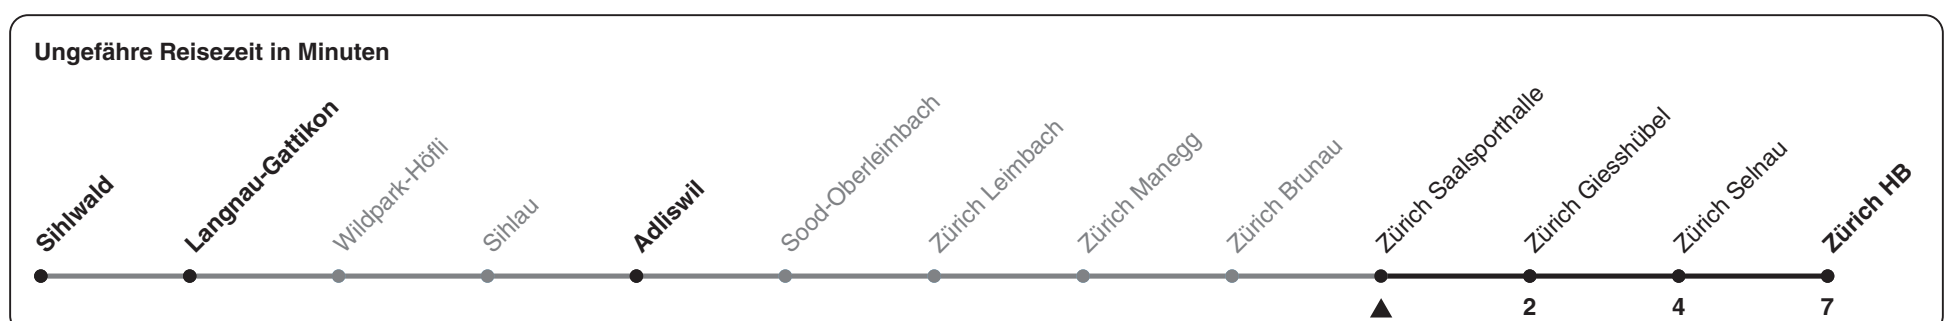 Ungefähre Reisezeit in Minuten
Sihlwald
Langnau-Gattikon
Wildpark-Höfli
Sihlau
Adliswil
Sood-Oberleimbach
Zürich Leimbach
Zürich Manegg
Zürich Brunau
Zürich Saalsporthalle
Zürich Giesshübel
Zürich Selnau
Zürich HB
2 4 7